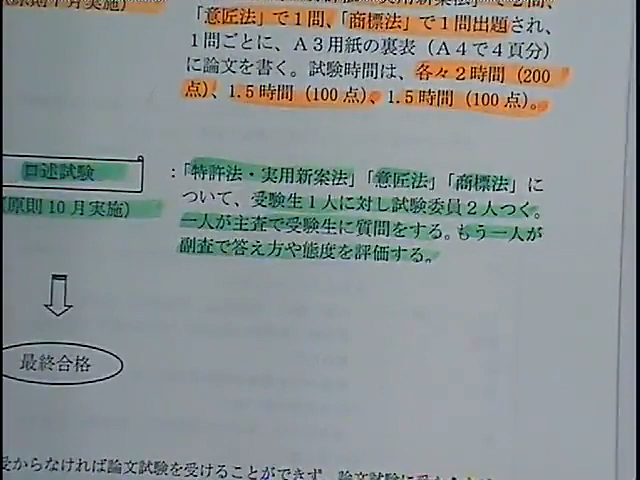 「意匠法」で1問、「商標法」で1問出題され、
1問ごとに、A3用紙の裏表（A4で4頁分）
に論文を書く。試験時間は、各々2時間（200
点）、1.5時間（100点）、1.5時間（100点）。
口述試験
（原則10月実施）
：「特許法・実用新案法」「意匠法」「商標法」に
ついて、受験生1人に対し試験委員2人つく。
一人が主査で受験生に質問をする。もう一人が
副査で答え方や態度を評価する。
最終合格
受からなければ論文試験を受けることができず、論文試験に